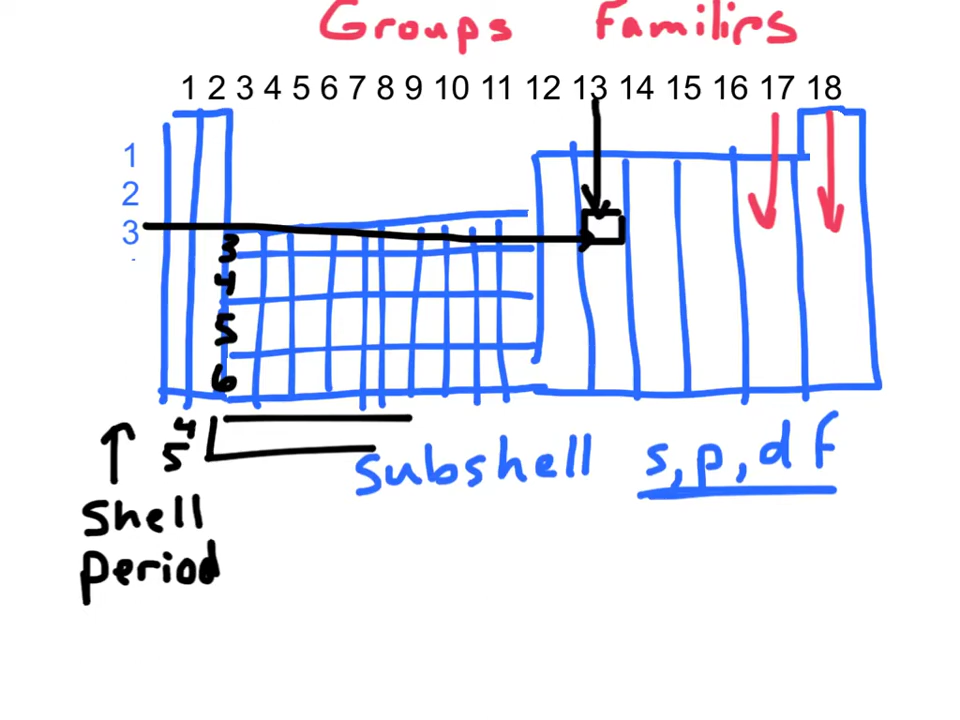 Groups Families
1 2 3 4 5 6 7 8 9 10 11 12 13 14 15 16 17 18
1
2
3
3
4
5
6
4
5
subshell s, p, d f
Shell
period